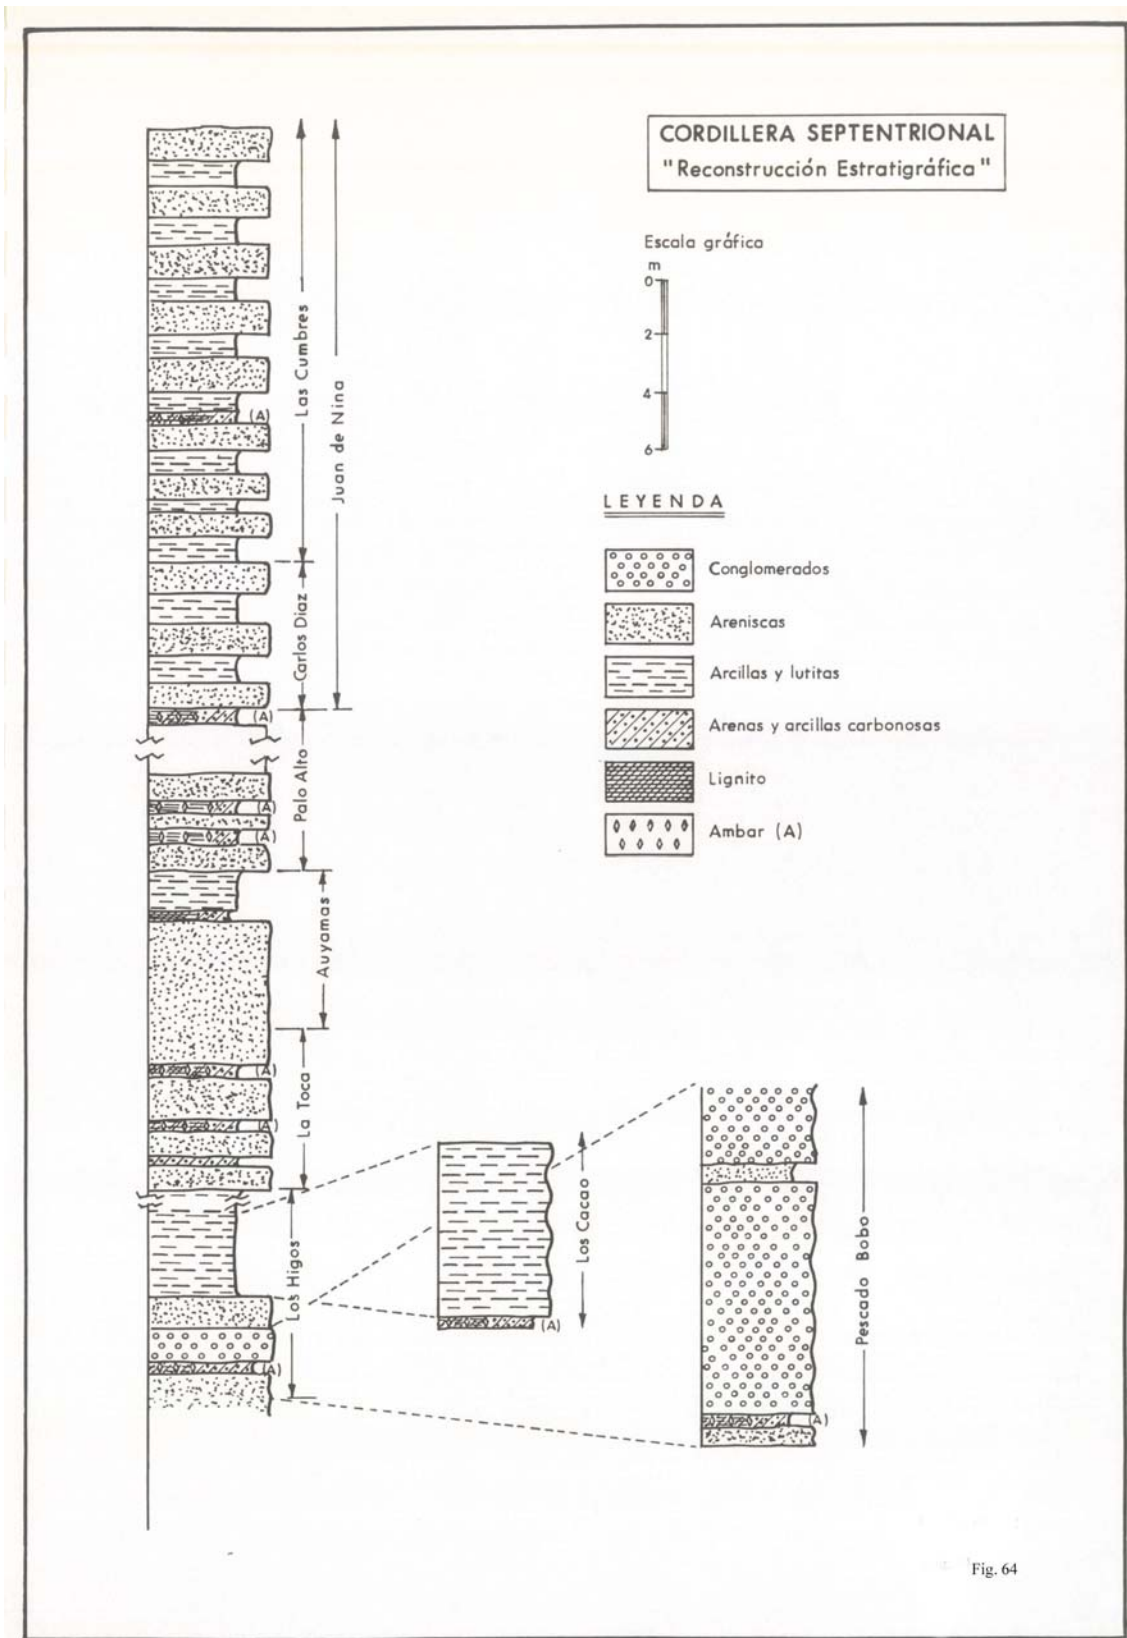 CORDILLERA SEPTENTRIONAL
"Reconstrucción Estratigráfica"
Escala gráfica
m
0
2
4
6
LEYENDA
Conglomerados
Areniscas
Arcillas y lutitas
Arenas y arcillas carbonosas
Lignito
Ambar (A)
Las Cumbres
Juan de Nina
(A)
Carlos Diaz
(A)
Palo Alto
(A)
(A)
Auyamas
(A)
La Toca
(A)
Los Higos
(A)
Los Cacao
(A)
Pescado Bobo
(A)
Fig. 64